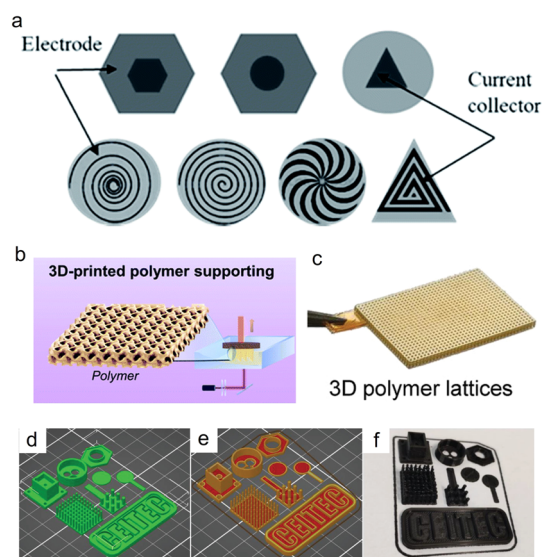 a
Electrode
Current
collector
b
3D-printed polymer supporting
Polymer
c
3D polymer lattices
d
CEITEC
e
CEITEC
f
CEITEC